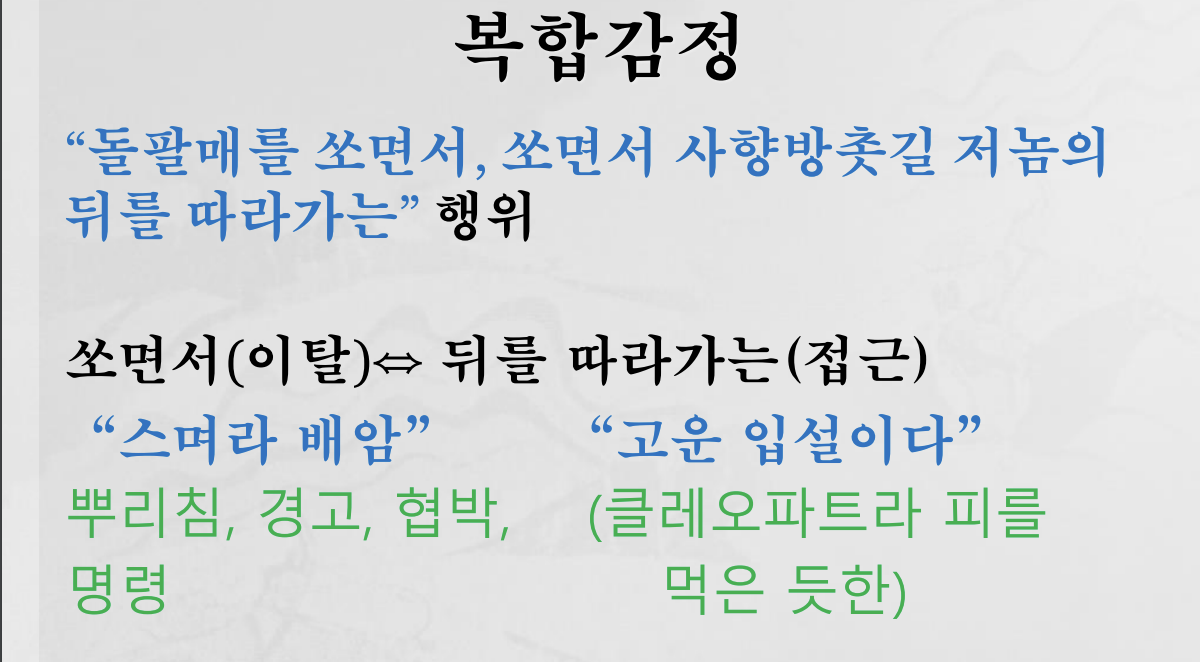 복합감정
“돌팔매를 쏘면서, 쏘면서 사향방촛길 저놈의
뒤를 따라가는” 행위
쏘면서(이탈)⇔ 뒤를 따라가는(접근)
“스며라 배암” “고운 입설이다”
뿌리침, 경고, 협박, (클레오파트라 피를
명령 먹은 듯한)